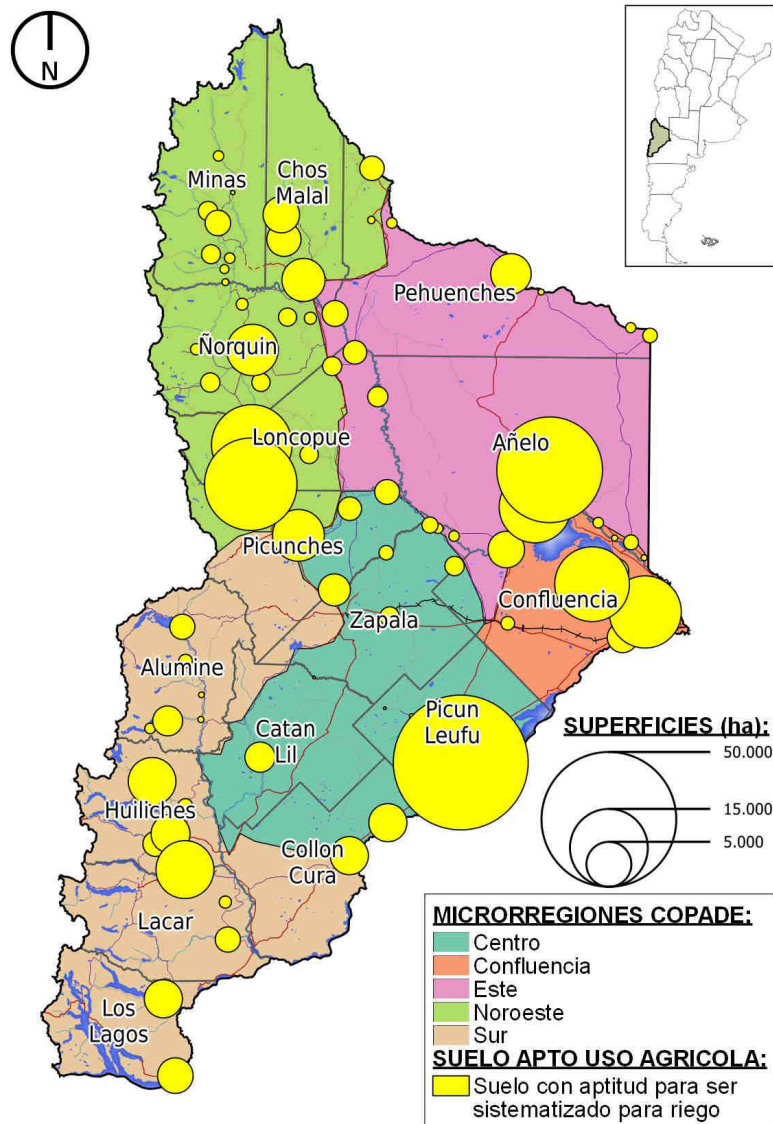 N
Minas
Chos
Malal
Pehuenches
Ñorquin
Loncopue
Añelo
Picunches
Confluencia
Zapala
Alumine
Catan
Lil
Picun
Leufu
Huiliches
Collon
Cura
Lacar
Los
Lagos
SUPERFICIES (ha):
50.000
15.000
5.000
MICRORREGIONES COPADE:
Centro
Confluencia
Este
Noroeste
Sur
SUELO APTO USO AGRICOLA:
Suelo con aptitud para ser
sistematizado para riego